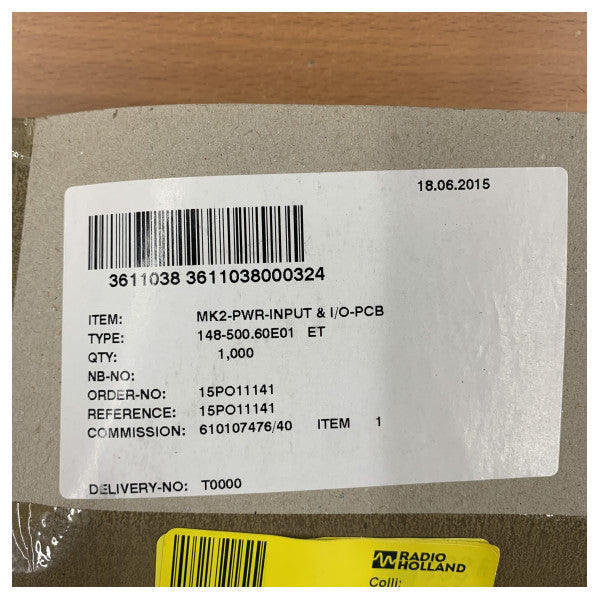 18.06.2015
3611038 3611038000324
ITEM: MK2-PWR-INPUT & I/O-PCB
TYPE: 148-500.60E01 ET
QTY: 1,000
NB-NO:
ORDER-NO: 15PO11141
REFERENCE: 15PO11141
COMMISSION: 610107476/40 ITEM 1
DELIVERY-NO: T0000
RADIO
HOLLAND
Colli: